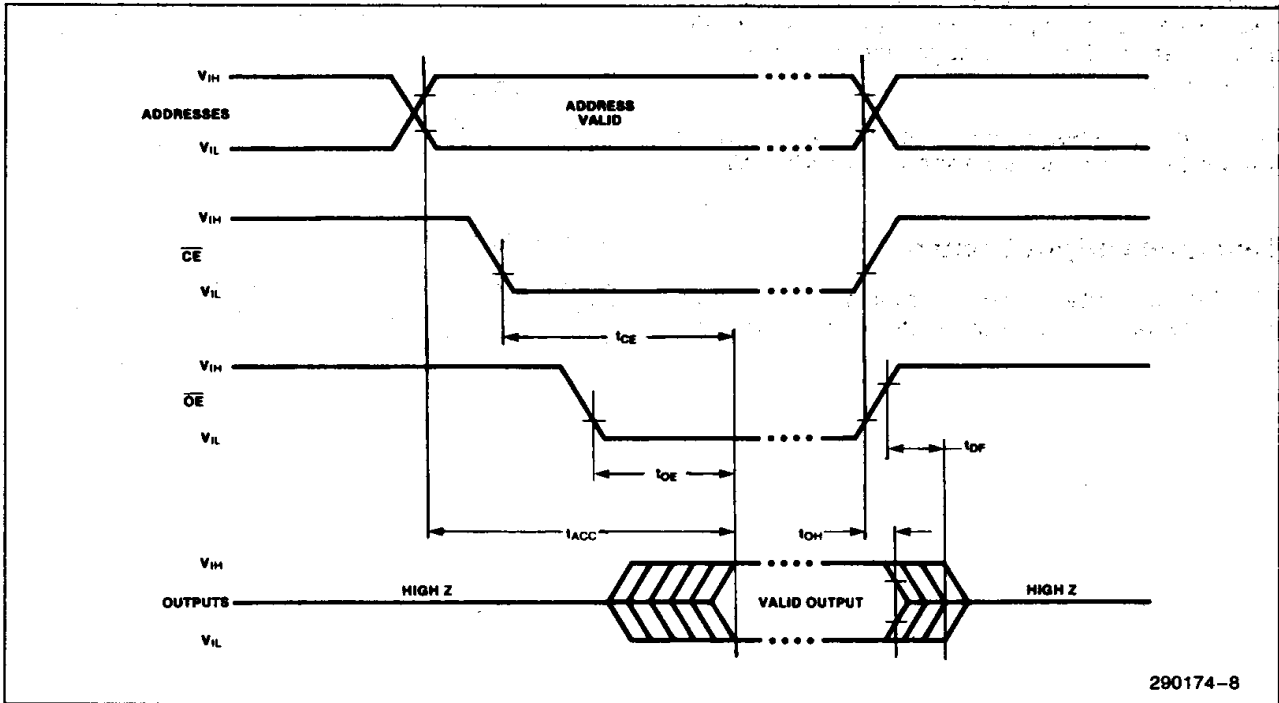 VIH
ADDRESSES
ADDRESS
VALID
VIL
VIH
CE
VIL
tCE
VIH
OE
VIL
tDF
tOE
tACC
tOH
VIH
OUTPUTS
HIGH Z
VALID OUTPUT
HIGH Z
VIL
290174-8